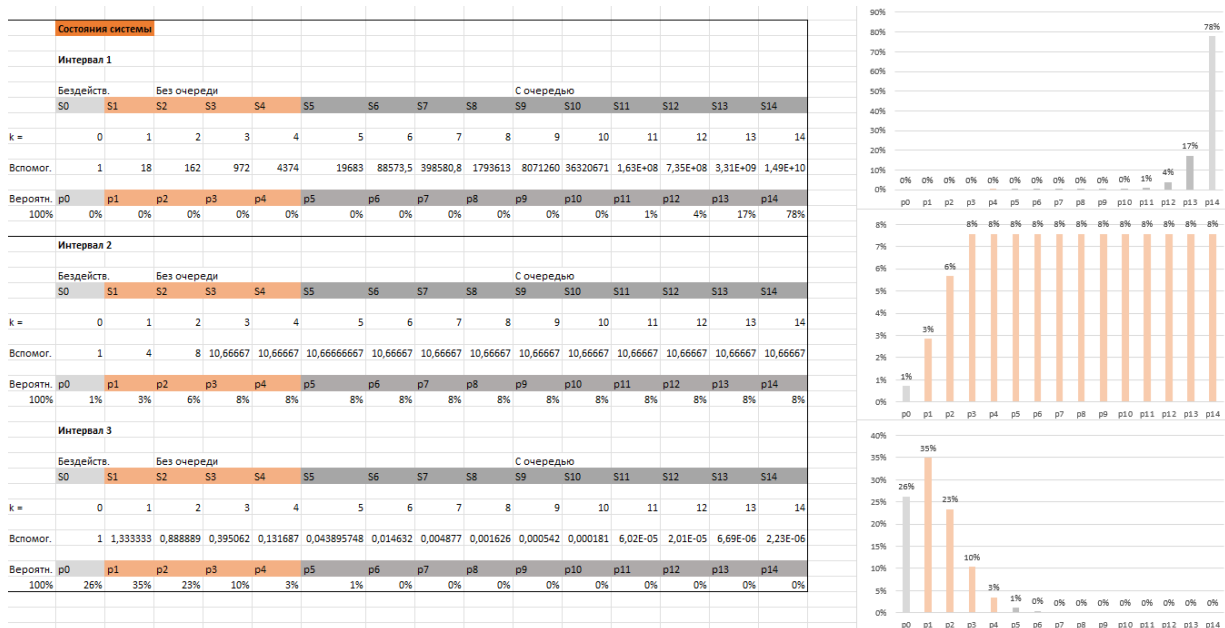 Состояния системы
Интервал 1
Бездейств. Без очереди С очередью
S0 S1 S2 S3 S4 S5 S6 S7 S8 S9 S10 S11 S12 S13 S14
k = 0 1 2 3 4 5 6 7 8 9 10 11 12 13 14
Вспомог. 1 18 162 972 4374 19683 88573,5 398580,8 1793613 8071260 36320671 1,63E+08 7,35E+08 3,31E+09 1,49E+10
Вероятн. p0 p1 p2 p3 p4 p5 p6 p7 p8 p9 p10 p11 p12 p13 p14
100% 0% 0% 0% 0% 0% 0% 0% 0% 0% 0% 0% 1% 4% 17% 78%
Интервал 2
Бездейств. Без очереди С очередью
S0 S1 S2 S3 S4 S5 S6 S7 S8 S9 S10 S11 S12 S13 S14
k = 0 1 2 3 4 5 6 7 8 9 10 11 12 13 14
Вспомог. 1 4 8 10,66667 10,66667 10,66666667 10,66667 10,66667 10,66667 10,66667 10,66667 10,66667 10,66667 10,66667 10,66667
Вероятн. p0 p1 p2 p3 p4 p5 p6 p7 p8 p9 p10 p11 p12 p13 p14
100% 1% 3% 6% 8% 8% 8% 8% 8% 8% 8% 8% 8% 8% 8% 8%
Интервал 3
Бездейств. Без очереди С очередью
S0 S1 S2 S3 S4 S5 S6 S7 S8 S9 S10 S11 S12 S13 S14
k = 0 1 2 3 4 5 6 7 8 9 10 11 12 13 14
Вспомог. 1 1,333333 0,888889 0,395062 0,131687 0,043895748 0,014632 0,004877 0,001626 0,000542 0,000181 6,02E-05 2,01E-05 6,69E-06 2,23E-06
Вероятн. p0 p1 p2 p3 p4 p5 p6 p7 p8 p9 p10 p11 p12 p13 p14
100% 26% 35% 23% 10% 3% 1% 0% 0% 0% 0% 0% 0% 0% 0% 0%
90%
80%
70%
60%
50%
40%
30%
20%
10%
0%
0% 0% 0% 0% 0% 0% 0% 0% 0% 0% 0% 1% 4% 17% 78%
p0 p1 p2 p3 p4 p5 p6 p7 p8 p9 p10 p11 p12 p13 p14
8%
7%
6%
5%
4%
3%
2%
1%
0%
1% 3% 6% 8% 8% 8% 8% 8% 8% 8% 8% 8% 8% 8% 8%
p0 p1 p2 p3 p4 p5 p6 p7 p8 p9 p10 p11 p12 p13 p14
40%
35%
30%
25%
20%
15%
10%
5%
0%
26% 35% 23% 10% 3% 1% 0% 0% 0% 0% 0% 0% 0% 0% 0%
p0 p1 p2 p3 p4 p5 p6 p7 p8 p9 p10 p11 p12 p13 p14